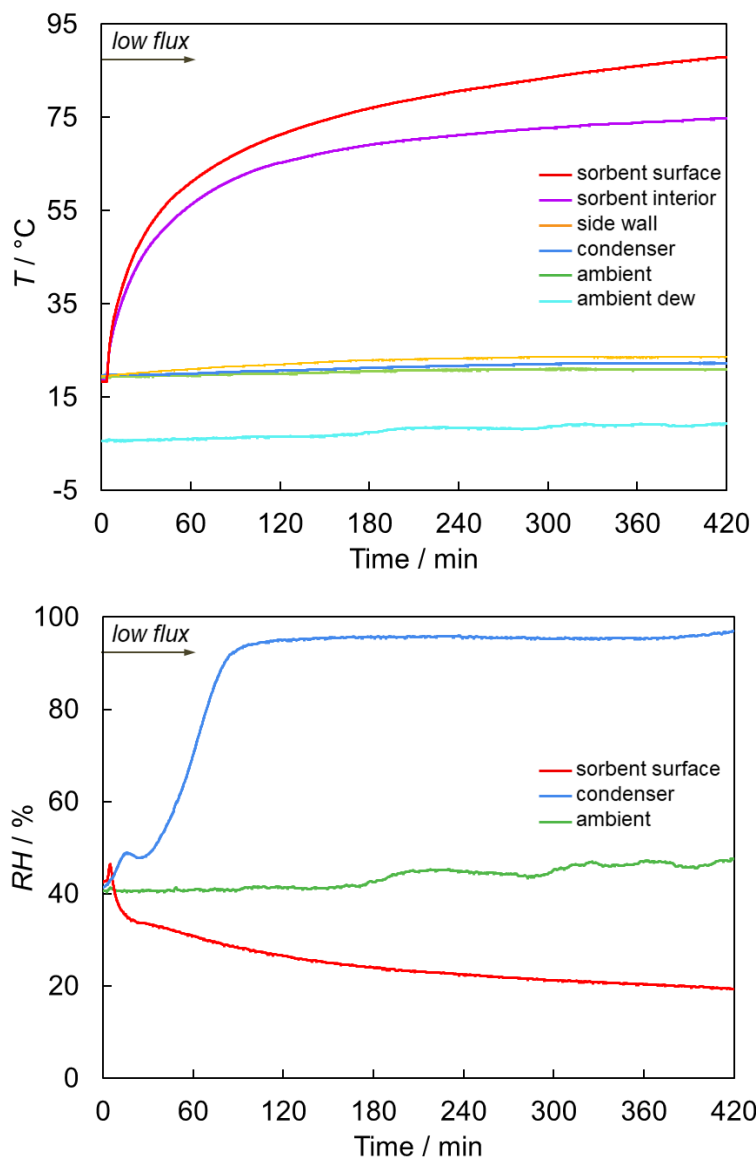 95
75
55
35
15
-5
T / °C
low flux
sorbent surface
sorbent interior
side wall
condenser
ambient
ambient dew
0 60 120 180 240 300 360 420
Time / min
100
80
60
40
20
0
RH / %
low flux
sorbent surface
condenser
ambient
0 60 120 180 240 300 360 420
Time / min